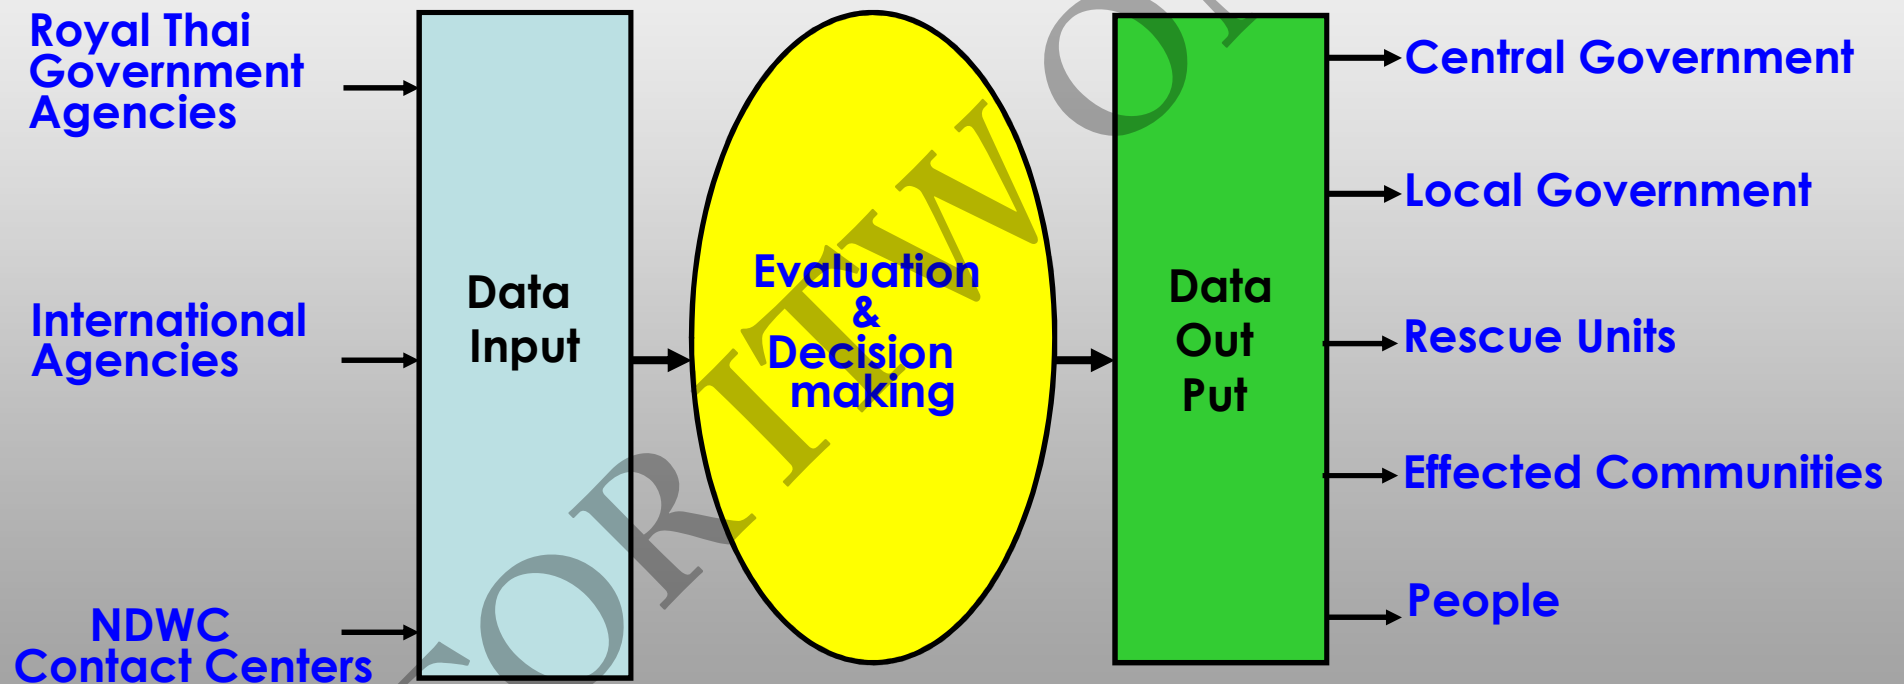 Royal Thai
Government
Agencies
International
Agencies
NDWC
Contact Centers
Data
Input
Evaluation
&
Decision
making
Data
Out
Put
Central Government
Local Government
Rescue Units
Effected Communities
People